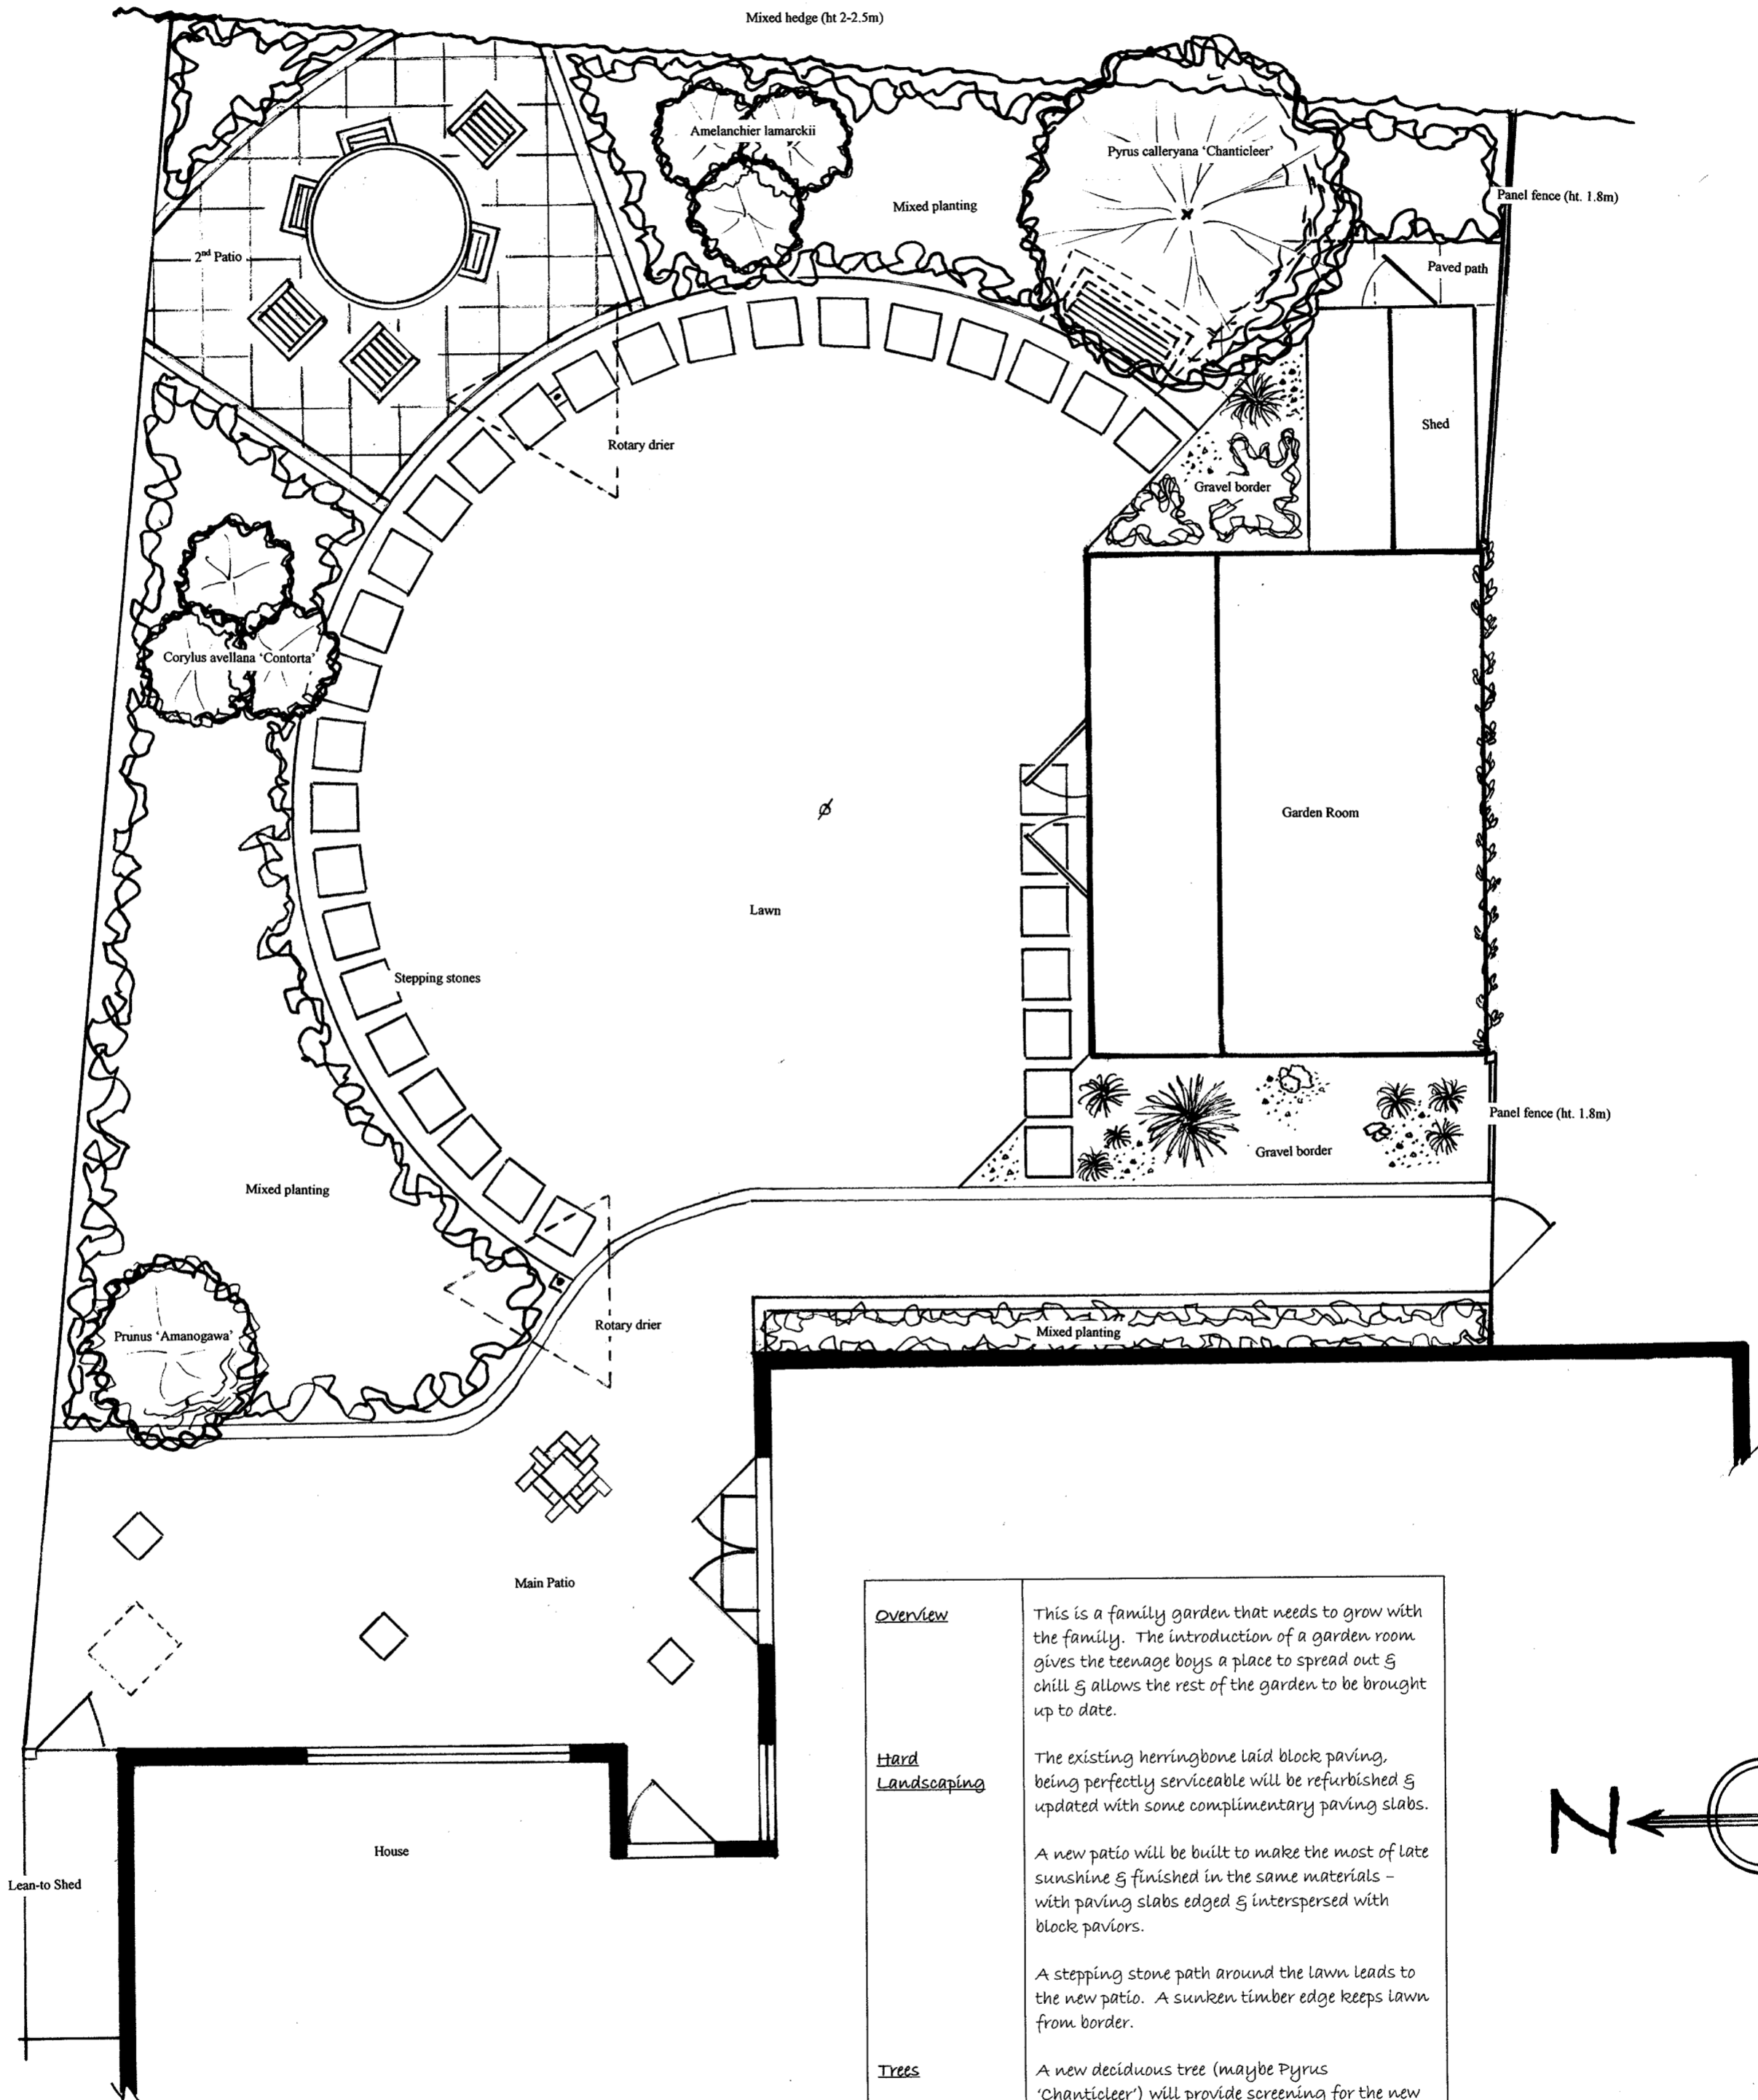 Mixed hedge (ht 2-2.5m)
Amelanchier lamarckii
Pyrus calleryana ‘Chanticleer’
Panel fence (ht. 1.8m)
Mixed planting
2nd Patio
Paved path
Shed
Rotary drier
Gravel border
Corylus avellana ‘Contorta’
Garden Room
Lawn
Stepping stones
Panel fence (ht. 1.8m)
Gravel border
Mixed planting
Rotary drier
Mixed planting
Prunus ‘Amanogawa’
Main Patio
House
Lean-to Shed
N
Overview
This is a family garden that needs to grow with
the family. The introduction of a garden room
gives the teenage boys a place to spread out &
chill & allows the rest of the garden to be brought
up to date.
Hard
Landscaping
The existing herringbone laid block paving,
being perfectly serviceable will be refurbished &
updated with some complimentary paving slabs.
A new patio will be built to make the most of late
sunshine & finished in the same materials –
with paving slabs edged & interspersed with
block paviors.
A stepping stone path around the lawn leads to
the new patio. A sunken timber edge keeps lawn
from border.
Trees
A new deciduous tree (maybe Pyrus
‘Chanticleer’) will provide screening for the new